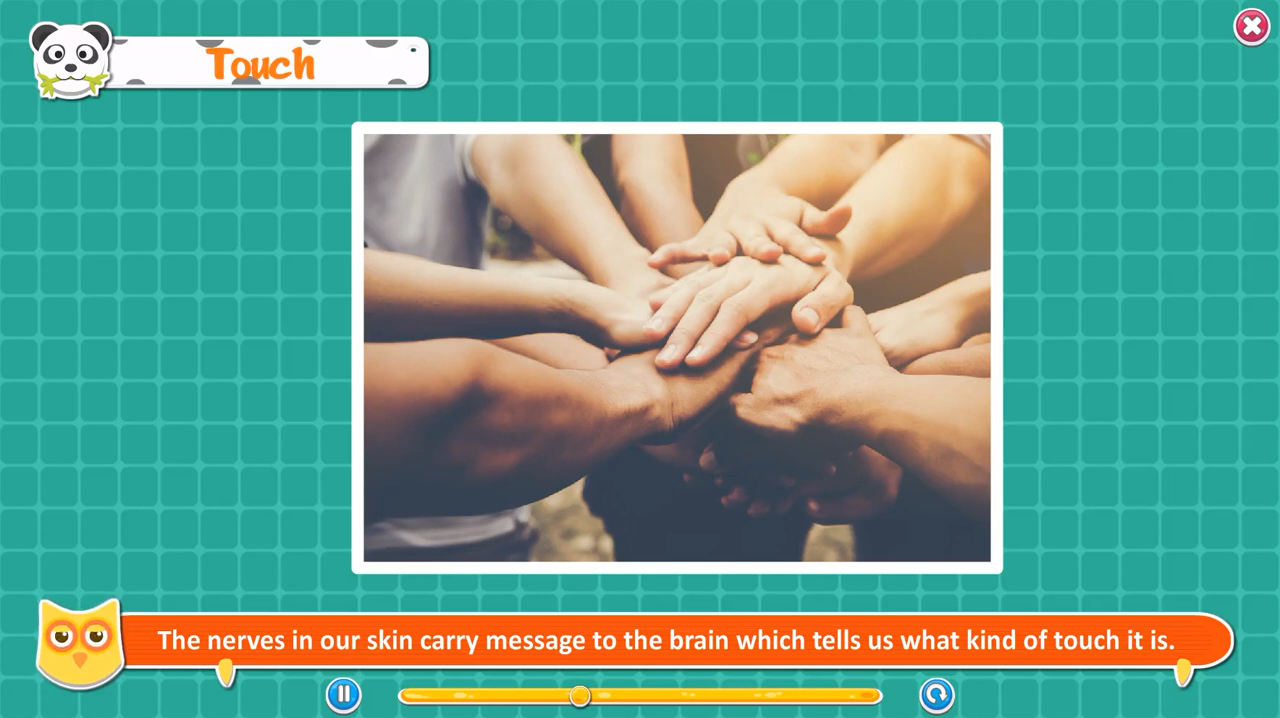 Touch
The nerves in our skin carry message to the brain which tells us what kind of touch it is.